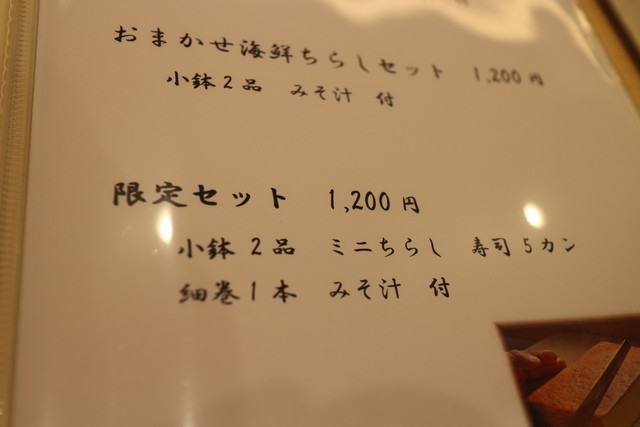 おまかせ海鮮ちらしセット 1,200円
小鉢2品 みそ汁 付
限定セット 1,200円
小鉢2品 ミニちらし 寿司5カン
細巻1本 みそ汁 付